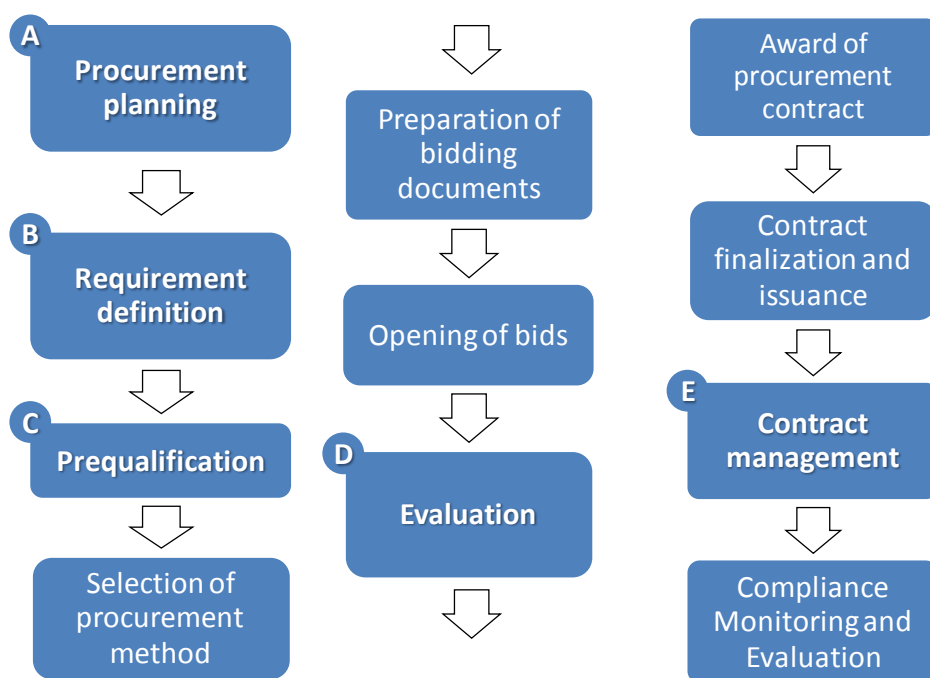 A
Procurement
planning
B
Requirement
definition
C
Prequalification
Selection of
procurement
method
Preparation of
bidding
documents
Opening of bids
D
Evaluation
Award of
procurement
contract
Contract
finalization and
issuance
E
Contract
management
Compliance
Monitoring and
Evaluation